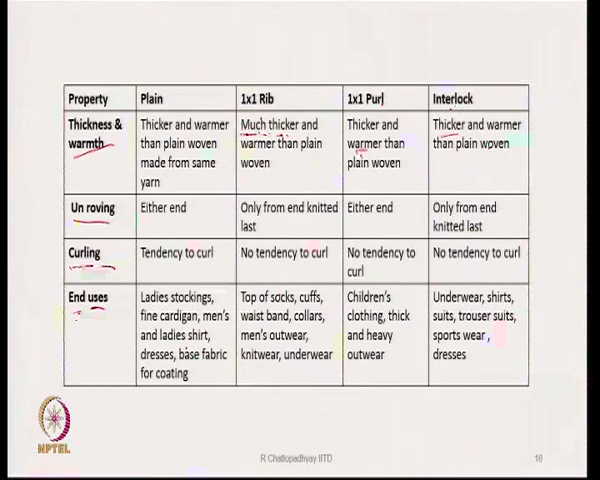 Property Plain 1x1 Rib 1x1 Purl Interlock
Thickness & Thicker and warmer Much thicker and Thicker and Thicker and warmer
warmth than plain woven warmer than plain warmer than than plain woven
made from same woven plain woven
yarn
Un roving Either end Only from end knitted Either end Only from end
last knitted last
Curling Tendency to curl No tendency to curl No tendency to No tendency to curl
curl
End uses Ladies stockings, Top of socks, cuffs, Children's Underwear, shirts,
fine cardigan, men's waist band, collars, clothing, thick suits, trouser suits,
and ladies shirt, men's outwear, and heavy sports wear ,
dresses, base fabric knitwear, underwear outwear dresses
for coating
NPTEL
R.Chattopadhyay IITD 16